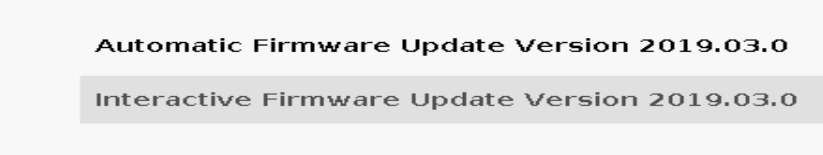 Automatic Firmware Update Version 2019.03.0
Interactive Firmware Update Version 2019.03.0